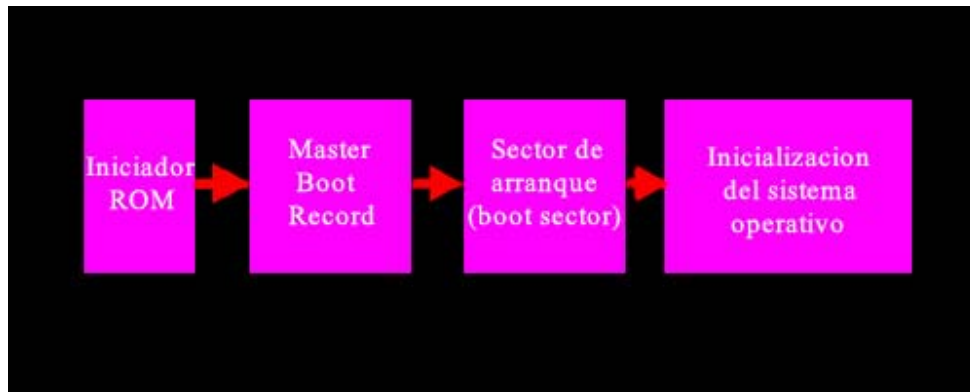 Iniciador
ROM
Master
Boot
Record
Sector de
arranque
(boot sector)
Inicializacion
del sistema
operativo